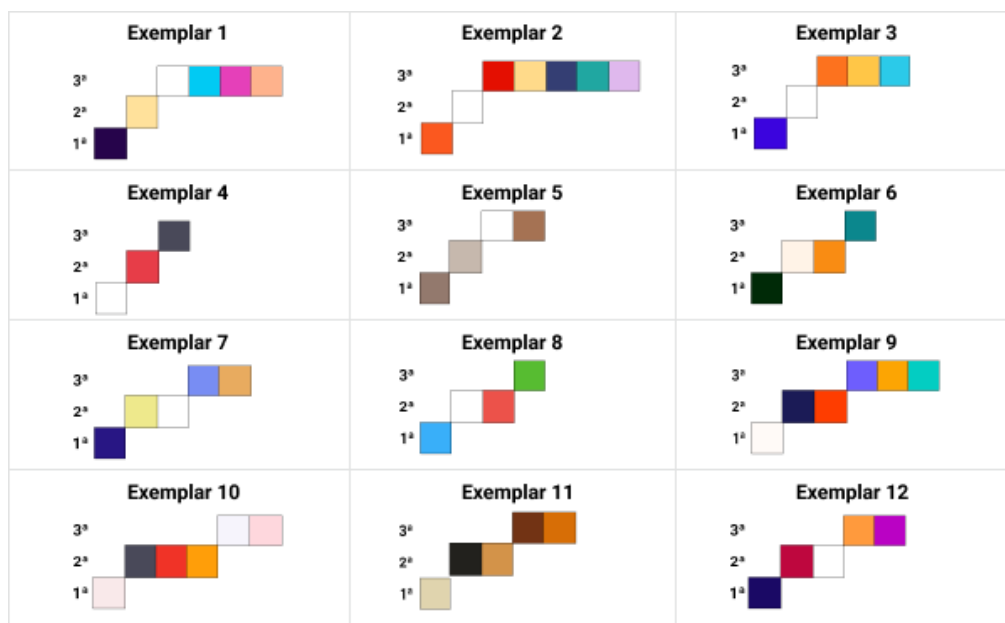 Exemplar 1
3ª
2ª
1ª
Exemplar 2
3ª
2ª
1ª
Exemplar 3
3ª
2ª
1ª
Exemplar 4
3ª
2ª
1ª
Exemplar 5
3ª
2ª
1ª
Exemplar 6
3ª
2ª
1ª
Exemplar 7
3ª
2ª
1ª
Exemplar 8
3ª
2ª
1ª
Exemplar 9
3ª
2ª
1ª
Exemplar 10
3ª
2ª
1ª
Exemplar 11
3ª
2ª
1ª
Exemplar 12
3ª
2ª
1ª